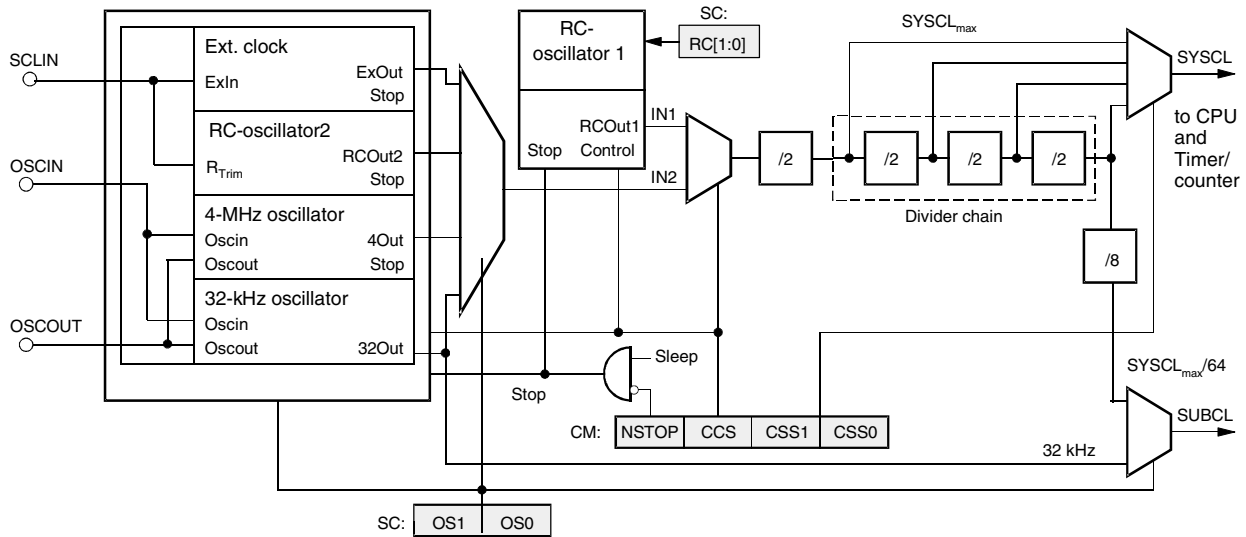 SCLIN
OSCIN
OSCOUT
Ext. clock
ExIn
ExOut
Stop
RC-oscillator2
RTrim
RCOut2
Stop
4-MHz oscillator
Oscin
Oscout
4Out
Stop
32-kHz oscillator
Oscin
Oscout
32Out
RC-
oscillator 1
RCOut1
Stop Control
SC:
RC[1:0]
IN1
IN2
/2
/2
/2
/2
Divider chain
SYSCLmax
SYSCL
to CPU
and
Timer/
counter
/8
SYSCLmax/64
SUBCL
32 kHz
Sleep
Stop
CM: NSTOP CCS CSS1 CSS0
SC: OS1 OS0